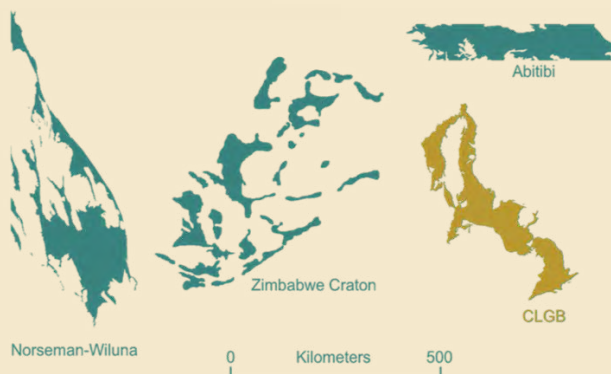 Abitibi
Zimbabwe Craton
CLGB
Norseman-Wiluna
0 Kilometers 500